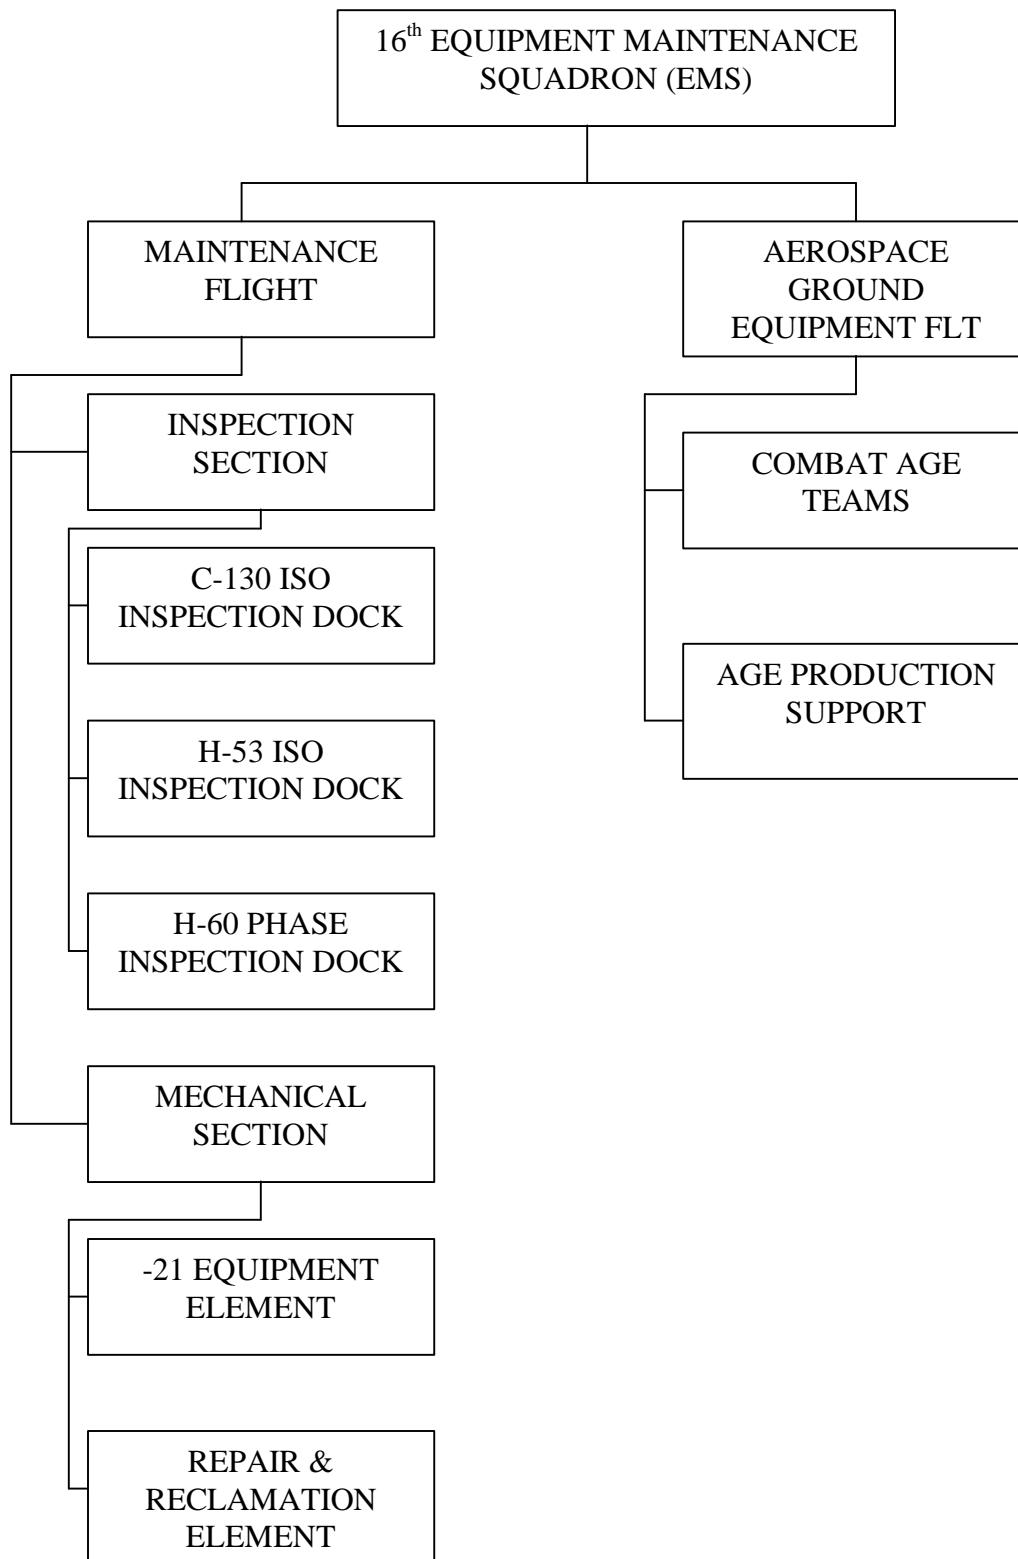 16th EQUIPMENT MAINTENANCE
SQUADRON (EMS)
MAINTENANCE
FLIGHT
AEROSPACE
GROUND
EQUIPMENT FLT
INSPECTION
SECTION
COMBAT AGE
TEAMS
C-130 ISO
INSPECTION DOCK
AGE PRODUCTION
SUPPORT
H-53 ISO
INSPECTION DOCK
H-60 PHASE
INSPECTION DOCK
MECHANICAL
SECTION
-21 EQUIPMENT
ELEMENT
REPAIR &
RECLAMATION
ELEMENT